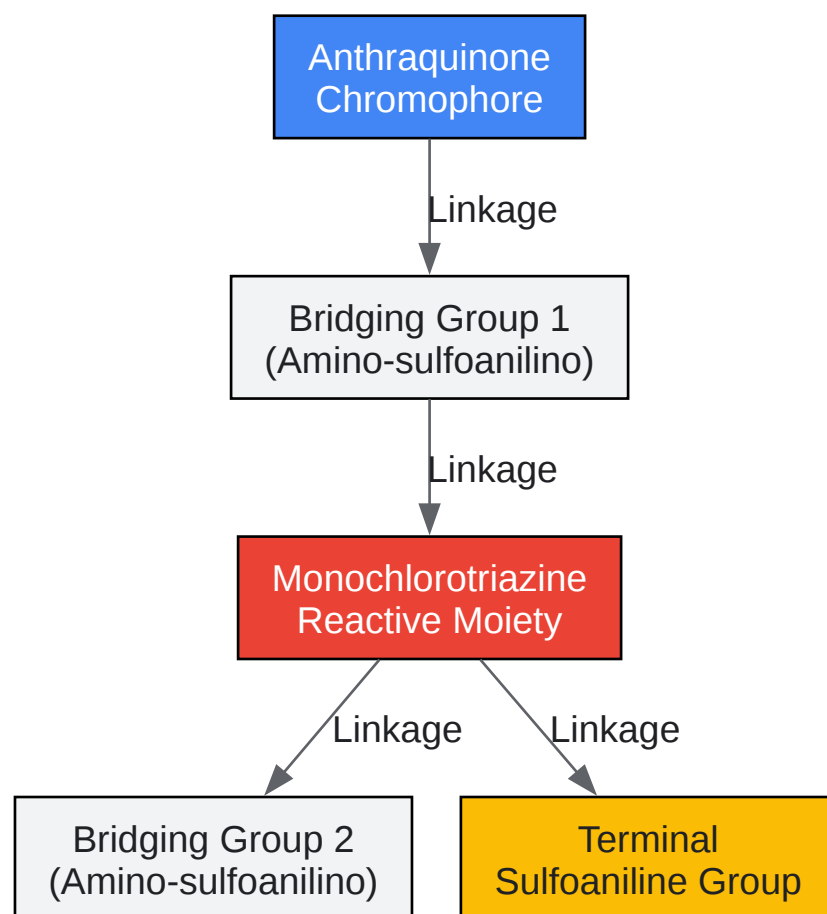 Anthraquinone
Chromophore
Linkage
Bridging Group 1
(Amino-sulfoanilino)
Linkage
Monochlorotriazine
Reactive Moiety
Linkage
Linkage
Bridging Group 2
(Amino-sulfoanilino)
Terminal
Sulfoaniline Group